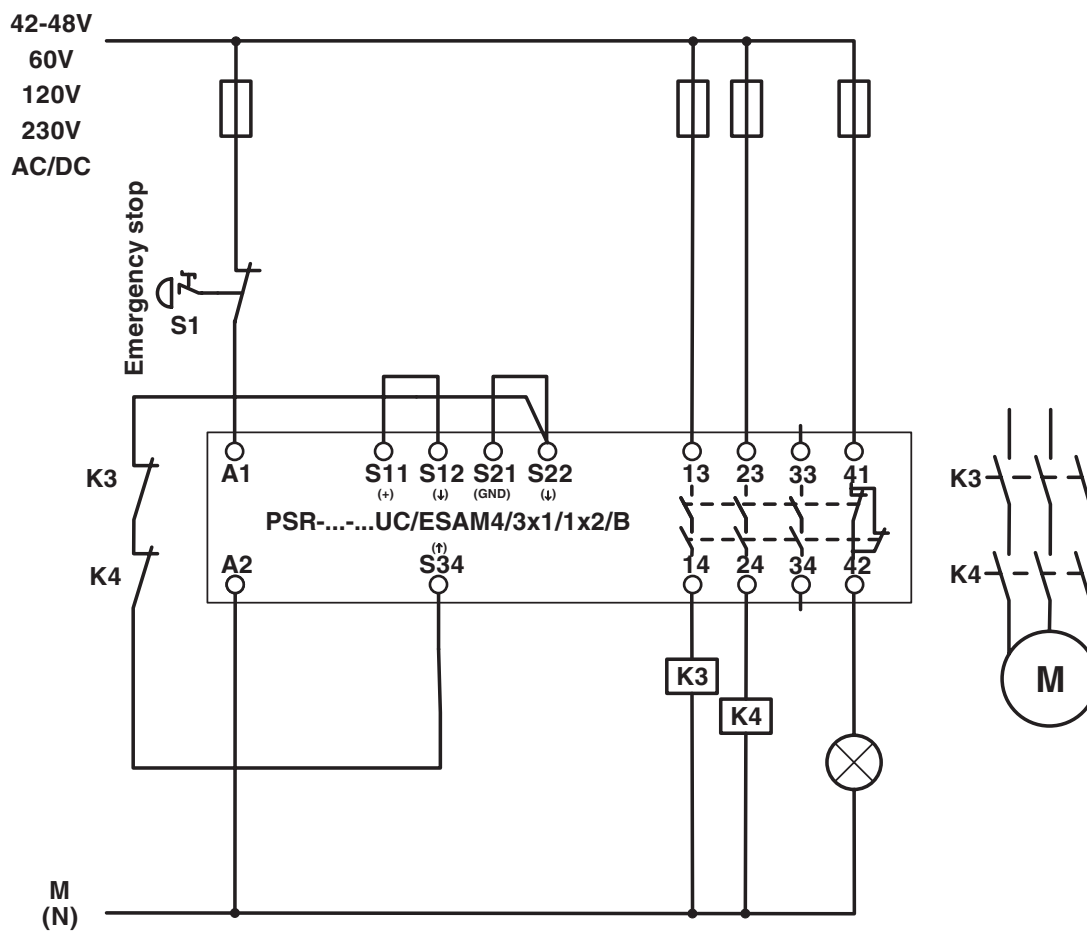 42-48V
60V
120V
230V
AC/DC
Emergency stop
S1
K3
K4
A1
S11
S12
S21
S22
13
23
33
41
(+)
(↓)
(GND)
(↓)
PSR-...-...UC/ESAM4/3x1/1x2/B
(↑)
A2
S34
14
24
34
42
K3
K4
K3
K4
M
M
(N)